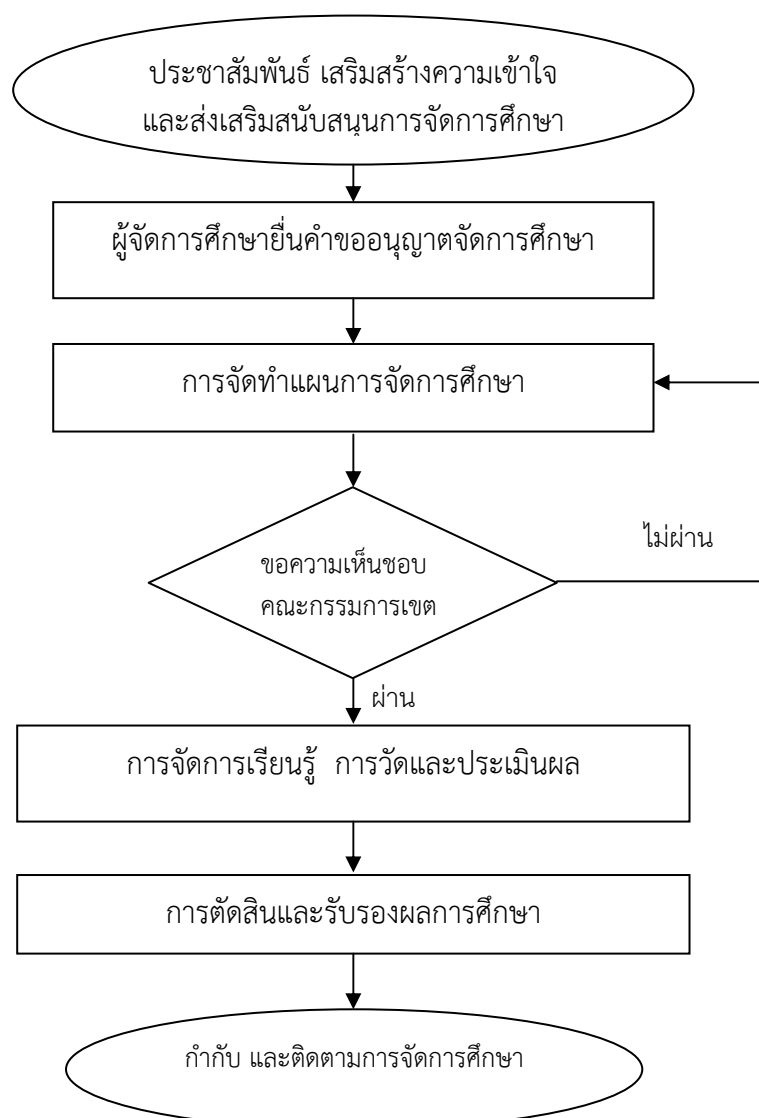 ประชาสัมพันธ์ เสริมสร้างความเข้าใจ
และส่งเสริมสนับสนุนการจัดการศึกษา
ผู้จัดการศึกษายื่นคำขออนุญาตจัดการศึกษา
การจัดทำแผนการจัดการศึกษา
ไม่ผ่าน
ขอความเห็นชอบ
คณะกรรมการเขต
ผ่าน
การจัดการเรียนรู้ การวัดและประเมินผล
การตัดสินและรับรองผลการศึกษา
กำกับ และติดตามการจัดการศึกษา